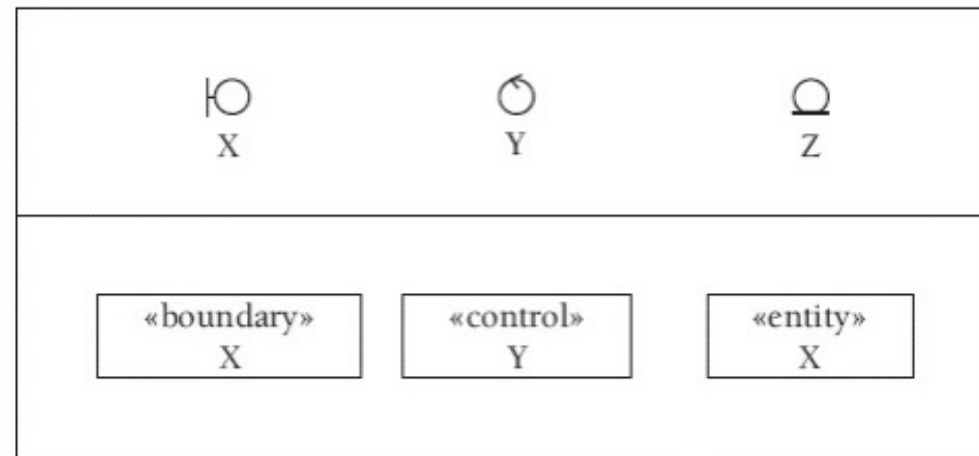 X Y Z
«boundary» «control» «entity»
X Y X